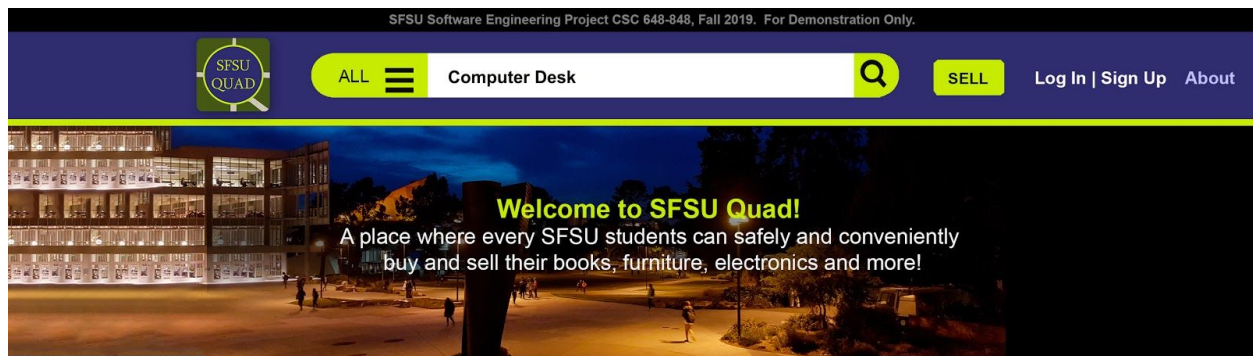 SFSU Software Engineering Project CSC 648-848, Fall 2019. For Demonstration Only.
SFSU
QUAD
ALL
Computer Desk
SELL
Log In | Sign Up
About
Welcome to SFSU Quad!
A place where every SFSU students can safely and conveniently
buy and sell their books, furniture, electronics and more!